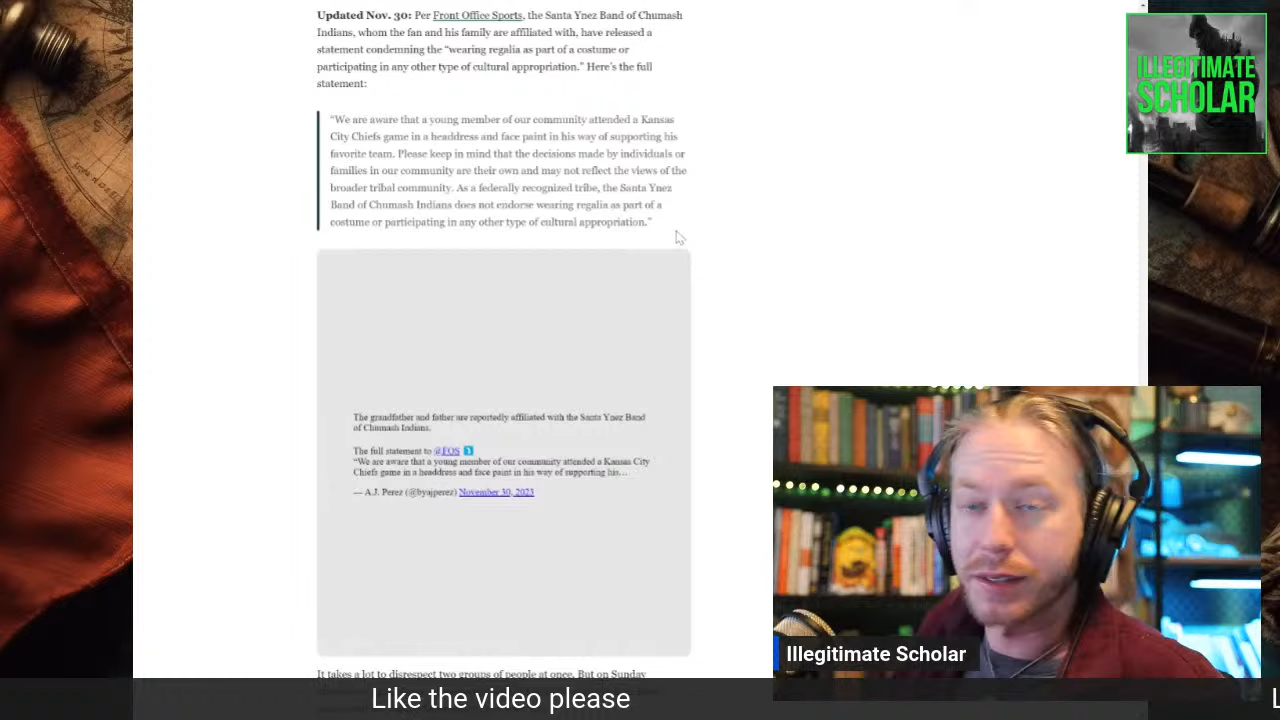 Updated Nov. 30: Per Front Office Sports, the Santa Ynez Band of Chumash
Indians, whom the fan and his family are affiliated with, have released a
statement condemning the “wearing regalia as part of a costume or
participating in any other type of cultural appropriation.” Here’s the full
statement:
“We are aware that a young member of our community attended a Kansas
City Chiefs game in a headdress and face paint in his way of supporting his
favorite team. Please keep in mind that the decisions made by individuals or
families in our community are their own and may not reflect the views of the
broader tribal community. As a federally recognized tribe, the Santa Ynez
Band of Chumash Indians does not endorse wearing regalia as part of a
costume or participating in any other type of cultural appropriation.”
The grandfather and father are reportedly affiliated with the Santa Ynez Band
of Chumash Indians.
The full statement to @FOS
“We are aware that a young member of our community attended a Kansas City
Chiefs game in a headdress and face paint in his way of supporting his…
— A.J. Perez (@byajperez) November 30, 2023
It takes a lot to disrespect two groups of people at once. But on Sunday
ILLEGITIMATE
SCHOLAR
Illegitimate Scholar
Like the video please
L